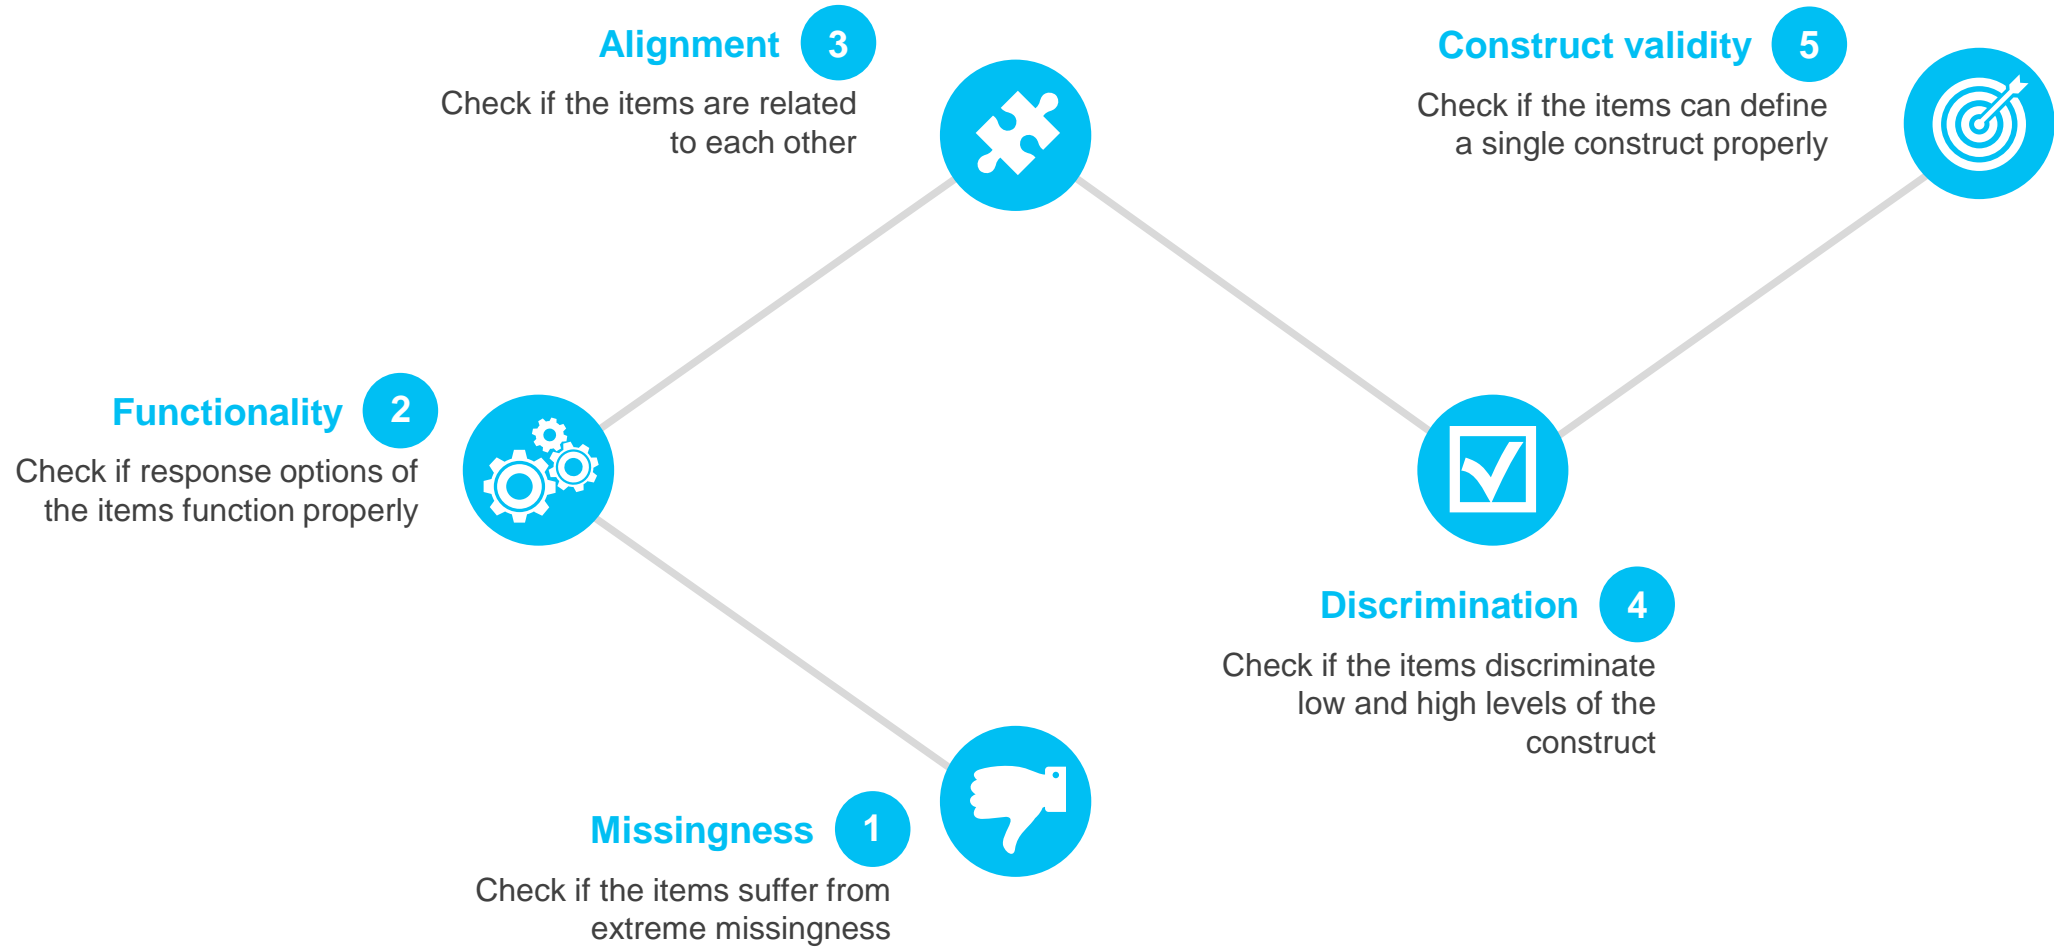 Alignment 3
Check if the items are related
to each other
Construct validity 5
Check if the items can define
a single construct properly
Functionality 2
Check if response options of
the items function properly
Discrimination 4
Check if the items discriminate
low and high levels of the
construct
Missingness 1
Check if the items suffer from
extreme missingness